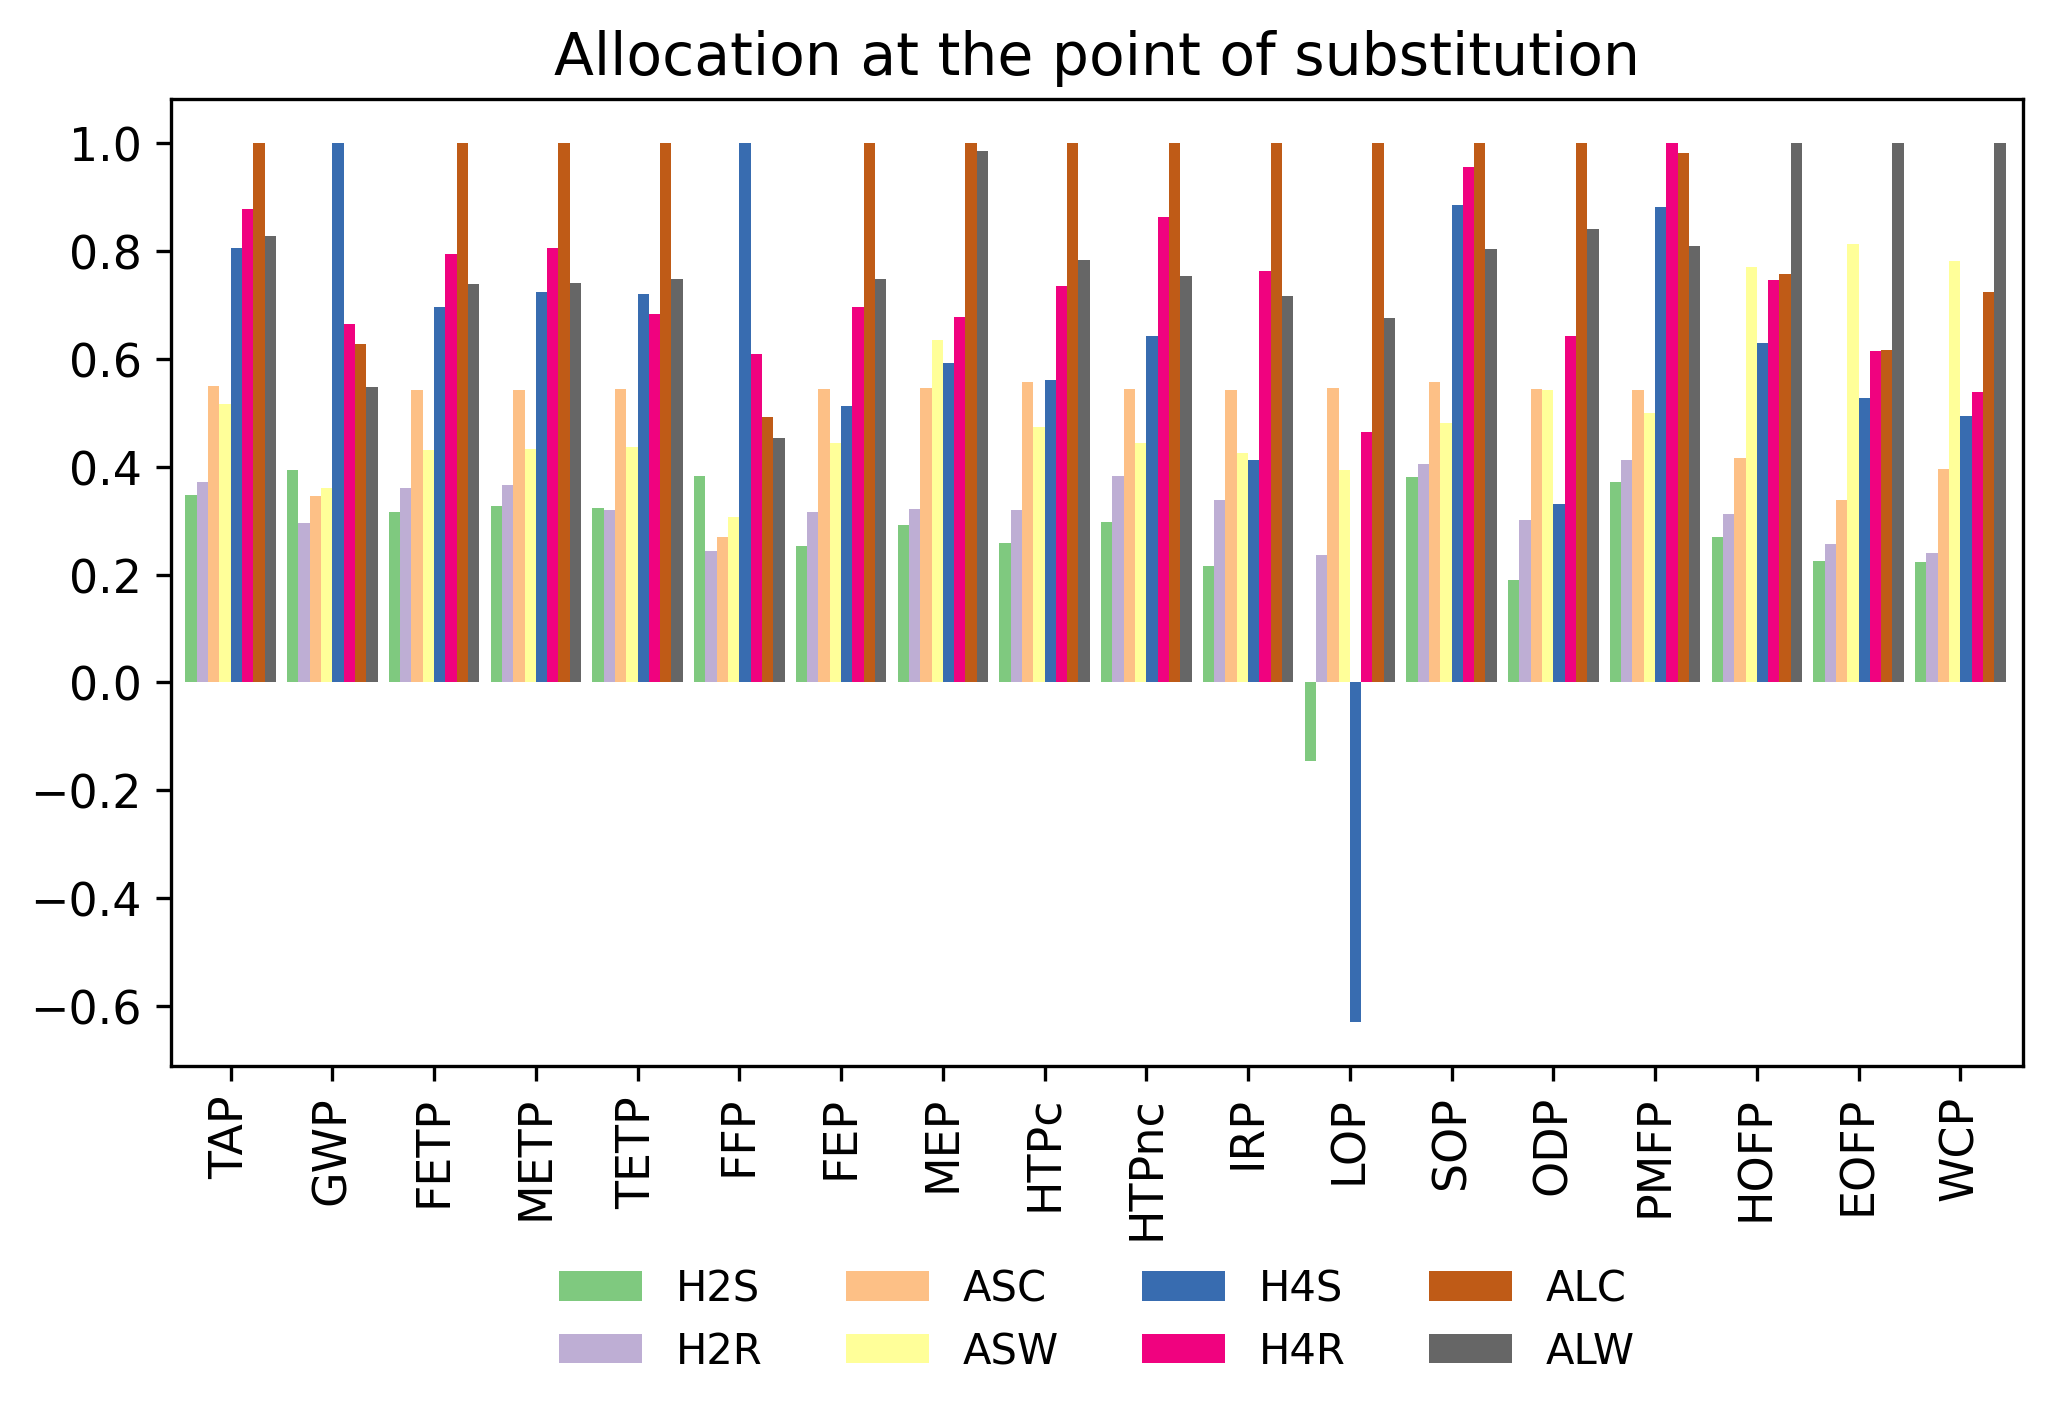 Allocation at the point of substitution
1.0
0.8
0.6
0.4
0.2
0.0
−0.2
−0.4
−0.6
TAP
GWP
FETP
METP
TETP
FFP
FEP
MEP
HTPc
HTPnc
IRP
LOP
SOP
ODP
PMFP
HOFP
EOFP
WCP
H2S ASC H4S ALC
H2R ASW H4R ALW